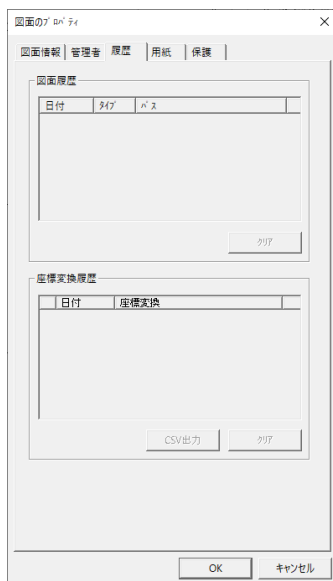 図面のﾌﾟﾛﾊﾟﾃｨ
図面情報 管理者 履歴 用紙 保護
図面履歴
日付 ﾀｲﾌﾟ ﾊﾟｽ
ｸﾘｱ
座標変換履歴
日付 座標変換
CSV出力 ｸﾘｱ
OK キャンセル